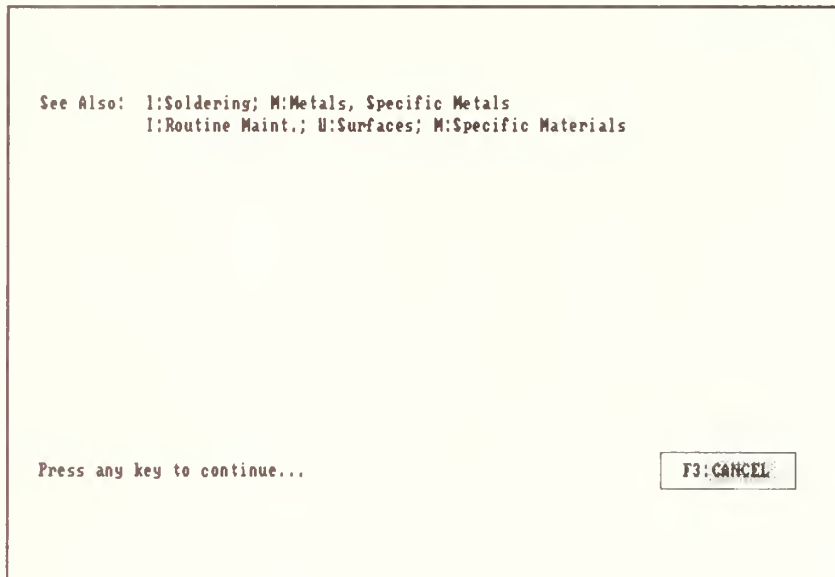 See Also: I:Soldering; M:Metals, Specific Metals
I:Routine Maint.; U:Surfaces; M:Specific Materials
Press any key to continue...
F3:CANCEL